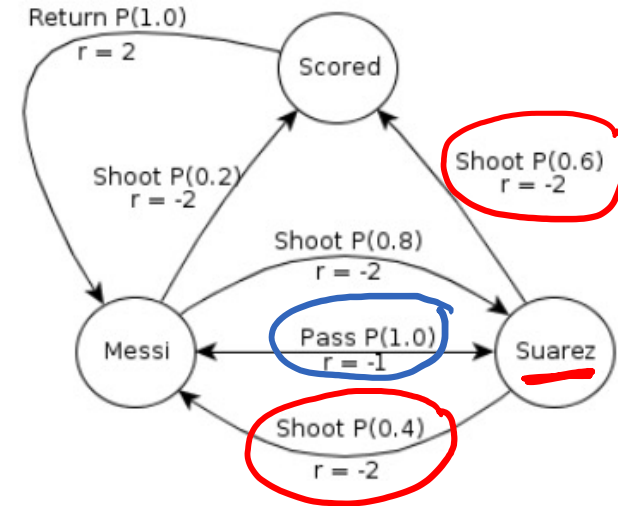 Return P(1.0)
r = 2
Scored
Shoot P(0.2)
r = -2
Shoot P(0.6)
r = -2
Shoot P(0.8)
r = -2
Messi
Pass P(1.0)
r = -1
Suarez
Shoot P(0.4)
r = -2